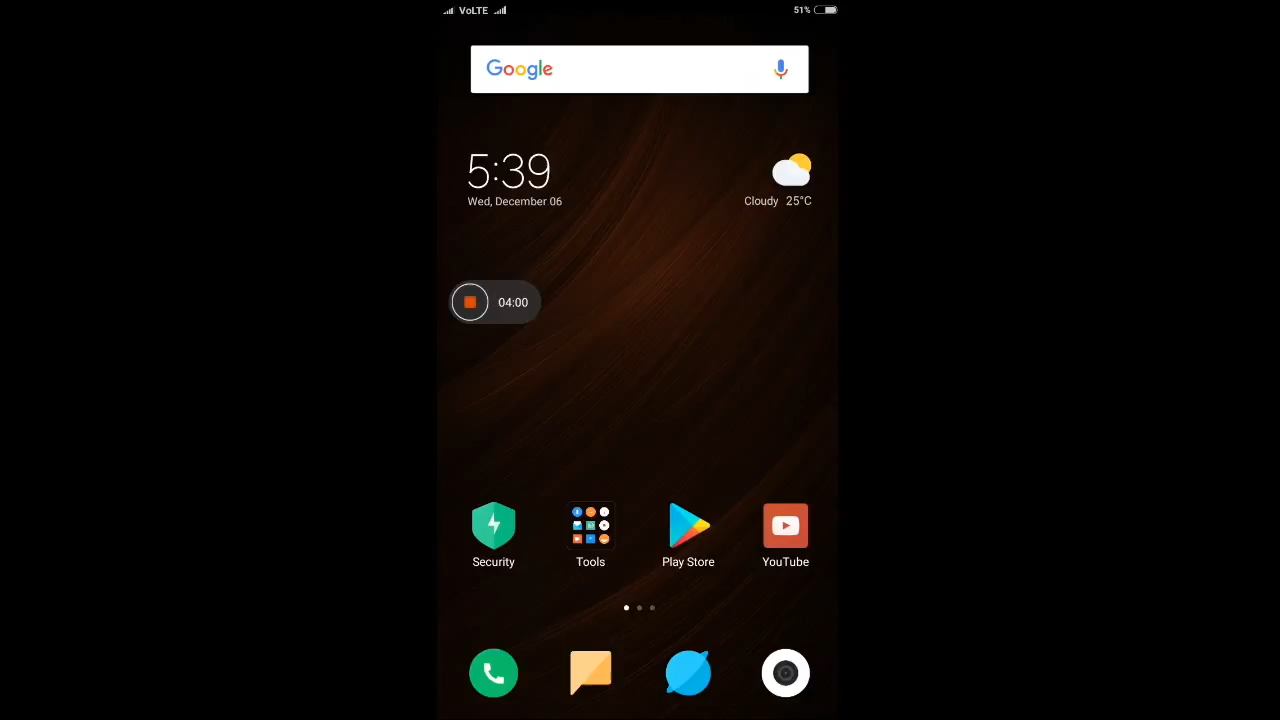 VoLTE 51%
Google
5:39
Wed, December 06
Cloudy 25°C
04:00
Security Tools Play Store YouTube